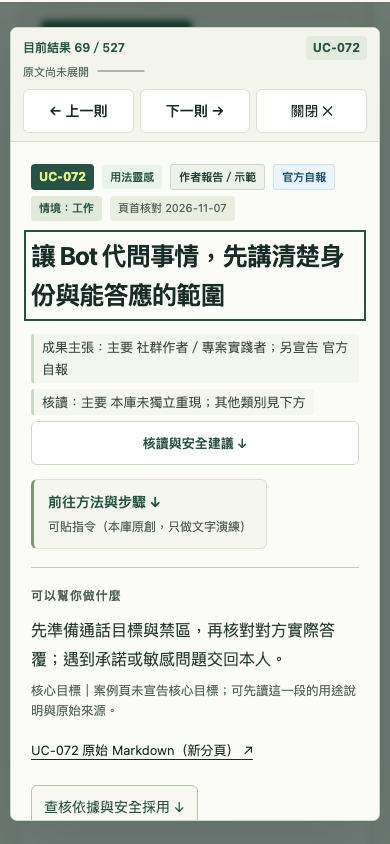 目前結果 69 / 527
UC-072
原文尚未展開
← 上一則
下一則 →
關閉 ✕
UC-072
用法靈感
作者報告 / 示範
官方自報
情境：工作
頁首核對 2026-11-07
讓 Bot 代問事情，先講清楚身
份與能答應的範圍
成果主張：主要 社群作者 / 專案實踐者；另宣告 官方
自報
核讀：主要 本庫未獨立重現；其他類別見下方
核讀與安全建議 ↓
前往方法與步驟 ↓
可貼指令（本庫原創，只做文字演練）
可以幫你做什麼
先準備通話目標與禁區，再核對對方實際答
覆；遇到承諾或敏感問題交回本人。
核心目標｜案例頁未宣告核心目標；可先讀這一段的用途說
明與原始來源。
UC-072 原始 Markdown（新分頁） ↗
查核依據與安全採用 ↓